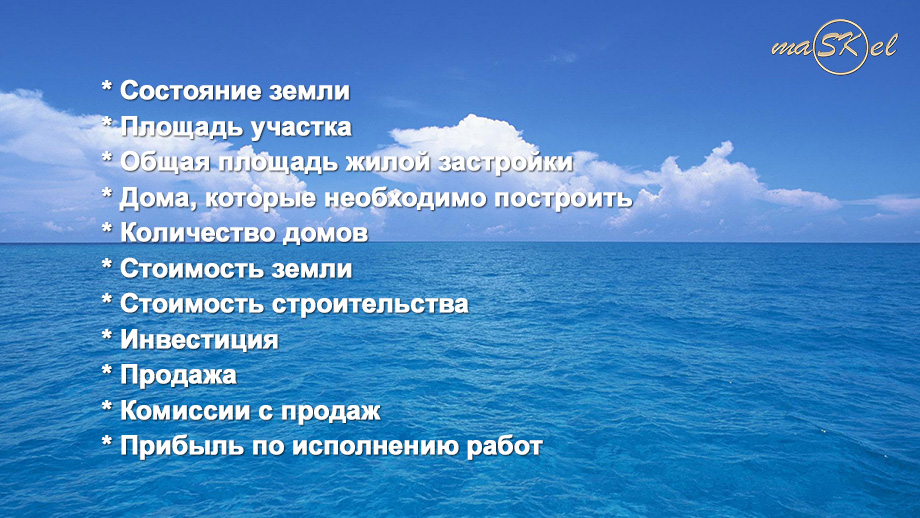 maSKel
* Состояние земли
* Площадь участка
* Общая площадь жилой застройки
* Дома, которые необходимо построить
* Количество домов
* Стоимость земли
* Стоимость строительства
* Инвестиция
* Продажа
* Комиссии с продаж
* Прибыль по исполнению работ